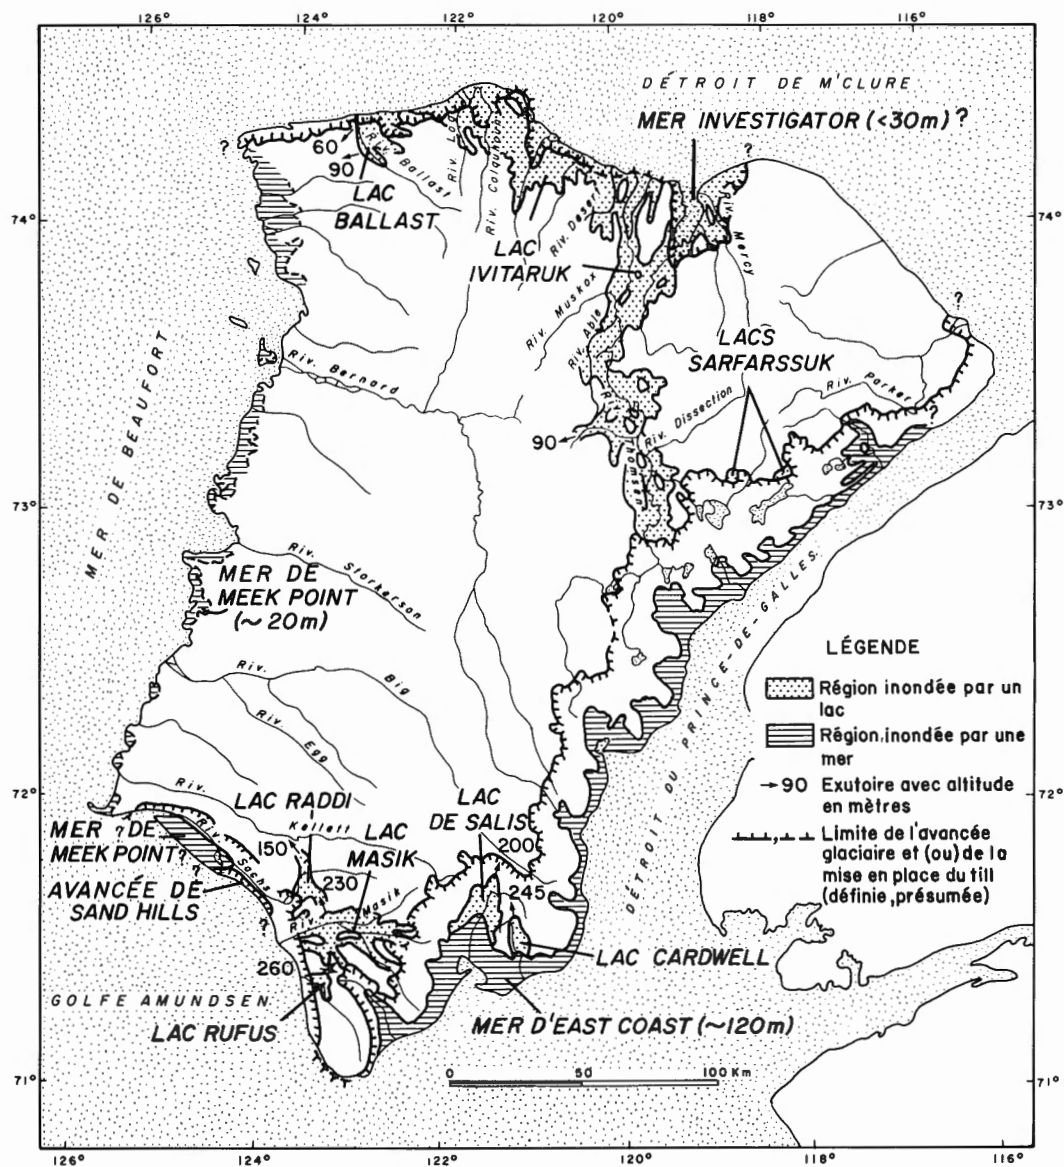 126°
124°
122°
120°
118°
116°
DÉTROIT DE M'CLURE
MER INVESTIGATOR (<30m) ?
?
?
60
90
Riv. Ballast
Riv.
Riv. Colquhoun
LAC
BALLAST
74°
74°
Riv. Desert
Riv. Mercy
LAC
IVITARUK
Riv. Muskox
Riv. Able
?
LACS
SARFARSSUK
Riv. Parker
?
MER DE BEAUFORT
Riv. Bernard
Riv. Dissection
Riv. Thomsen
90
73°
73°
Riv. Storkerson
MER DE
MEEK POINT
(~20m)
DÉTROIT DU PRINCE-DE-GALLES.
Riv. Big
Riv. Egg
LÉGENDE
Région inondée par un
lac
Région inondée par une
mer
90 Exutoire avec altitude
en mètres
Limite de l'avancée
glaciaire et (ou) de la
mise en place du till
(définie, présumée)
72°
72°
Riv. Kellett
LAC RADDI
LAC
MASIK
LAC
DE SALIS
200
MER ? DE
MEEK POINT?
?
Riv. Sachs
150
230
245
AVANCÉE DE
SAND HILLS
Riv. Masik
260
LAC CARDWELL
GOLFE AMUNDSEN
LAC RUFUS
MER D'EAST COAST (~120m)
71°
71°
0 50 100 Km
126°
124°
122°
120°
118°
116°